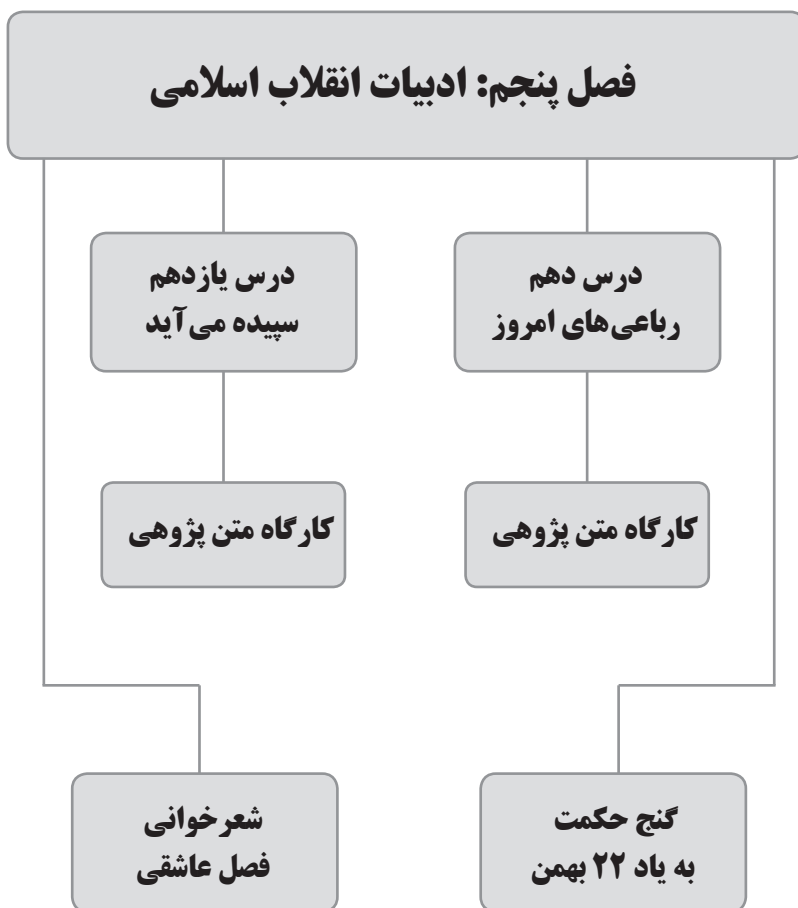 فصل پنجم: ادبیات انقلاب اسلامی
درس دهم
رباعی‌های امروز
درس یازدهم
سپیده می‌آید
کارگاه متن پژوهی
کارگاه متن پژوهی
گنج حکمت
به یاد ۲۲ بهمن
شعرخوانی
فصل عاشقی